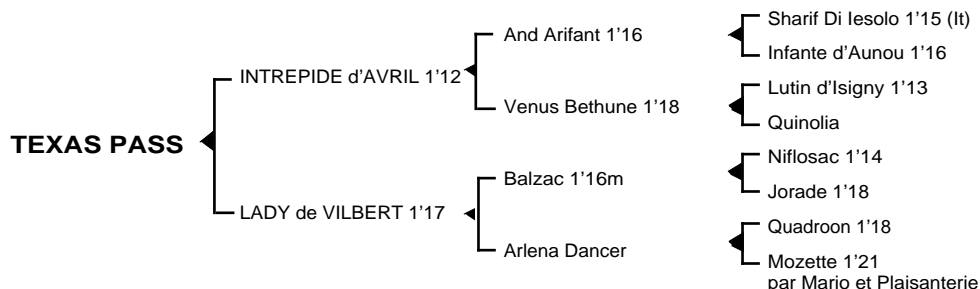 Sharif Di Iesolo 1'15 (It)
And Arifant 1'16
Infante d'Aunou 1'16
INTREPIDE d'AVRIL 1'12
Lutin d'Isigny 1'13
Venus Bethune 1'18
Quinolia
TEXAS PASS
Niflosac 1'14
Balzac 1'16m
Jorade 1'18
LADY de VILBERT 1'17
Quadroon 1'18
Arlena Dancer
Mozette 1'21
par Mario et Plaisanterie